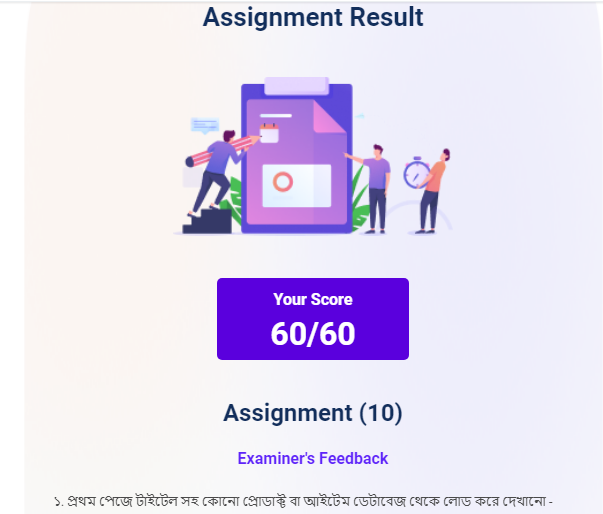 Assignment Result
Your Score
60/60
Assignment (10)
Examiner's Feedback
১. প্রথম পেজে টাইটেল সহ কোনো প্রোডাক্ট বা আইটেম ডেটাবেজ থেকে লোড করে দেখানো -